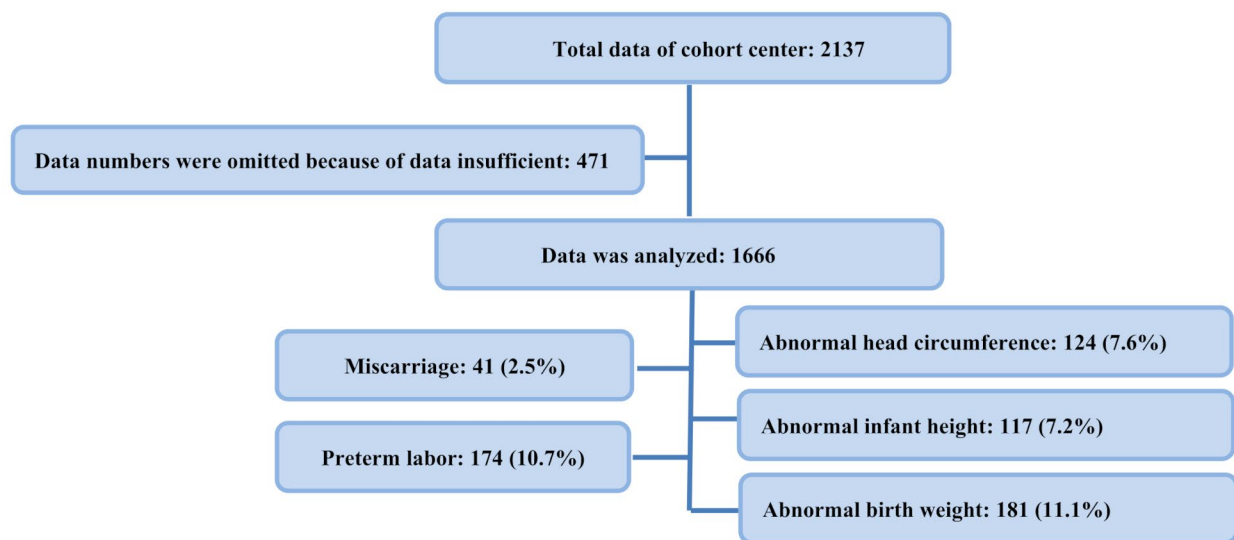 Total data of cohort center: 2137
Data numbers were omitted because of data insufficient: 471
Data was analyzed: 1666
Miscarriage: 41 (2.5%)
Preterm labor: 174 (10.7%)
Abnormal head circumference: 124 (7.6%)
Abnormal infant height: 117 (7.2%)
Abnormal birth weight: 181 (11.1%)